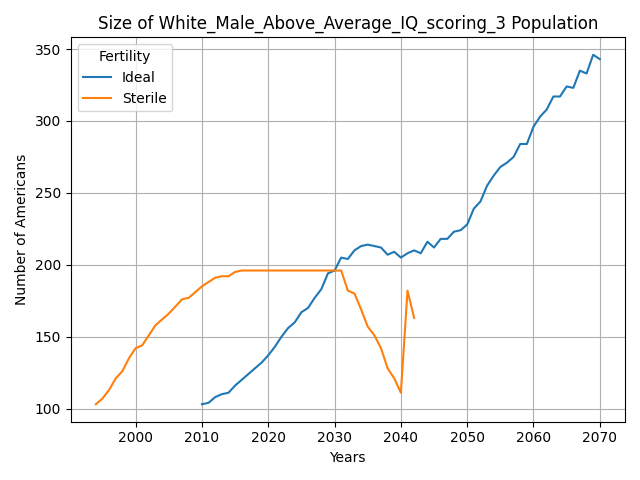 Size of White_Male_Above_Average_IQ_scoring_3 Population
Fertility
Ideal
Sterile
Number of Americans
350
300
250
200
150
100
2000 2010 2020 2030 2040 2050 2060 2070
Years